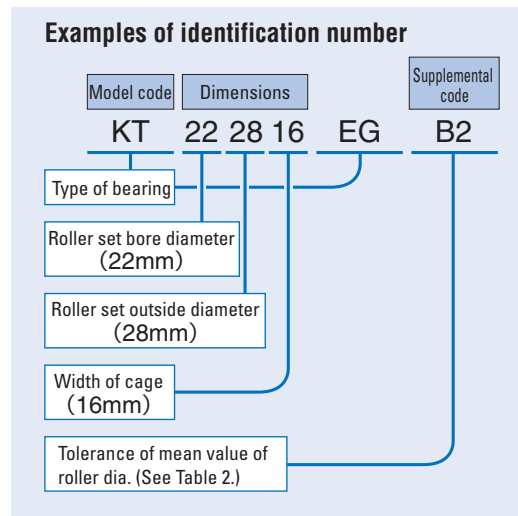 Examples of identification number
Model code Dimensions Supplemental
code
KT 22 28 16 EG B2
Type of bearing
Roller set bore diameter
(22mm)
Roller set outside diameter
(28mm)
Width of cage
(16mm)
Tolerance of mean value of
roller dia. (See Table 2.)